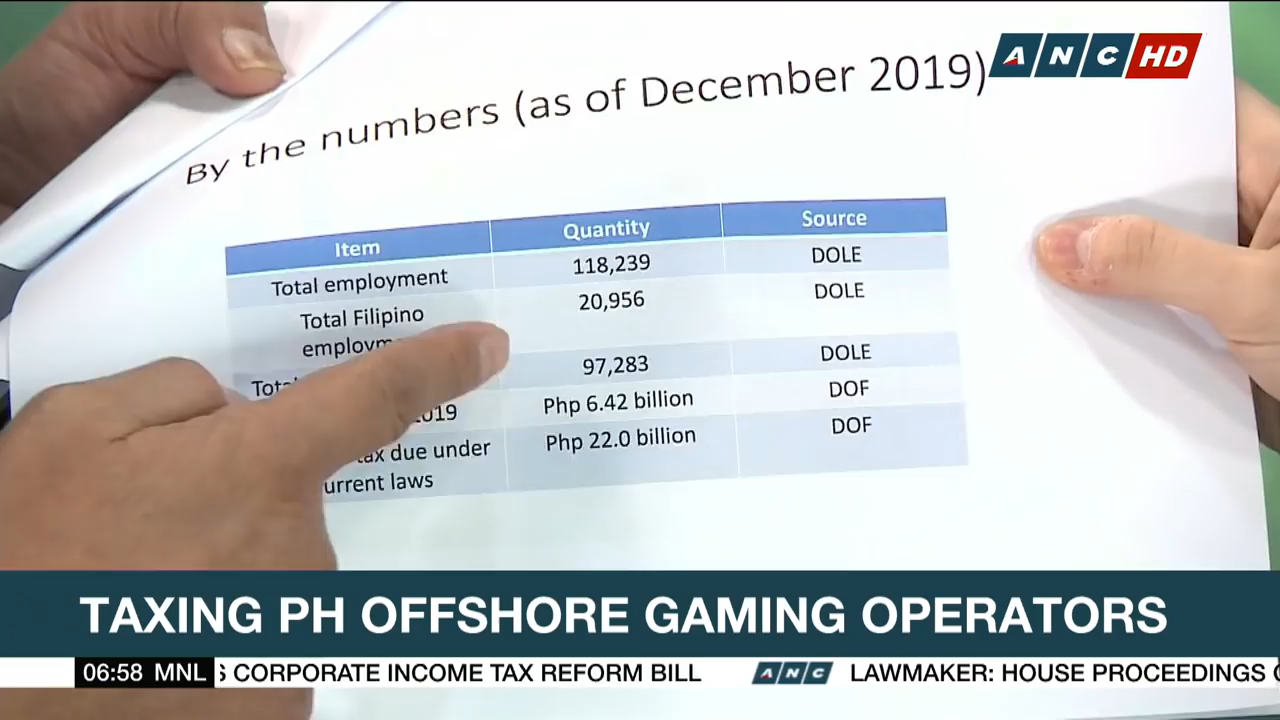 ANC HD
By the numbers (as of December 2019)
Item Quantity Source
Total employment 118,239 DOLE
Total Filipino 20,956 DOLE
97,283 DOLE
Php 6.42 billion DOF
tax due under Php 22.0 billion DOF
laws
TAXING PH OFFSHORE GAMING OPERATORS
06:58 MNL CORPORATE INCOME TAX REFORM BILL ANC LAWMAKER: HOUSE PROCEEDINGS